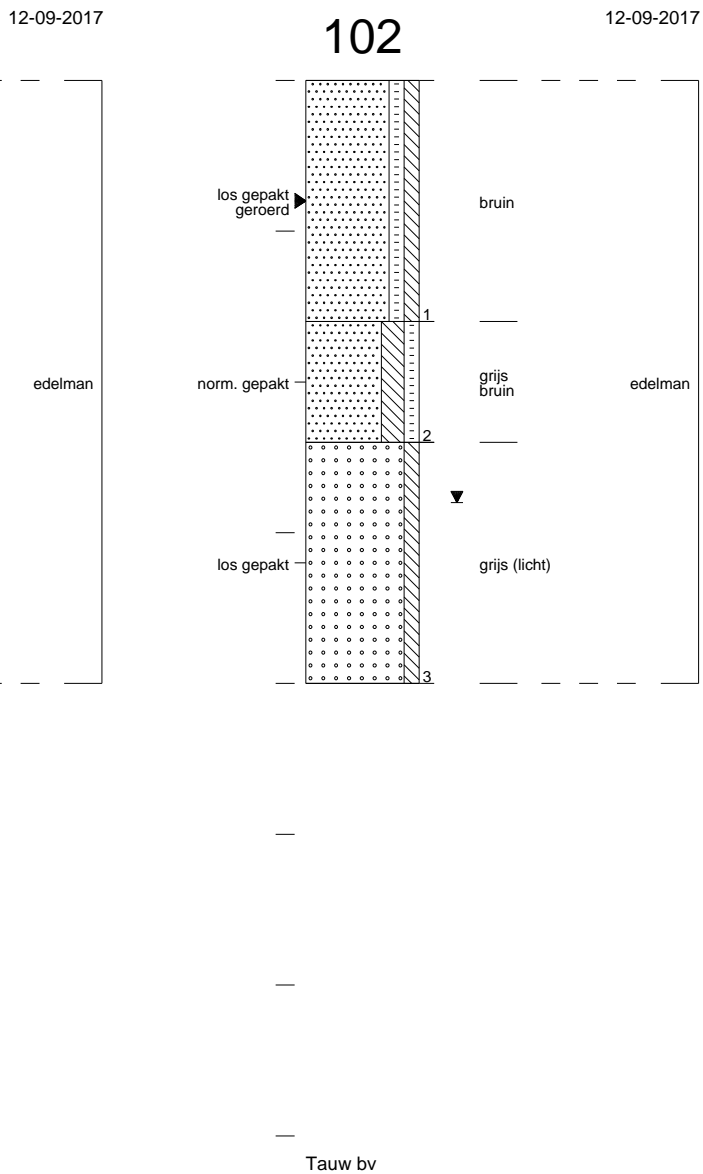 12-09-2017
102
12-09-2017
los gepakt
geroerd
bruin
1
edelman
norm. gepakt
grijs
bruin
edelman
2
los gepakt
grijs (licht)
3
Tauw bv